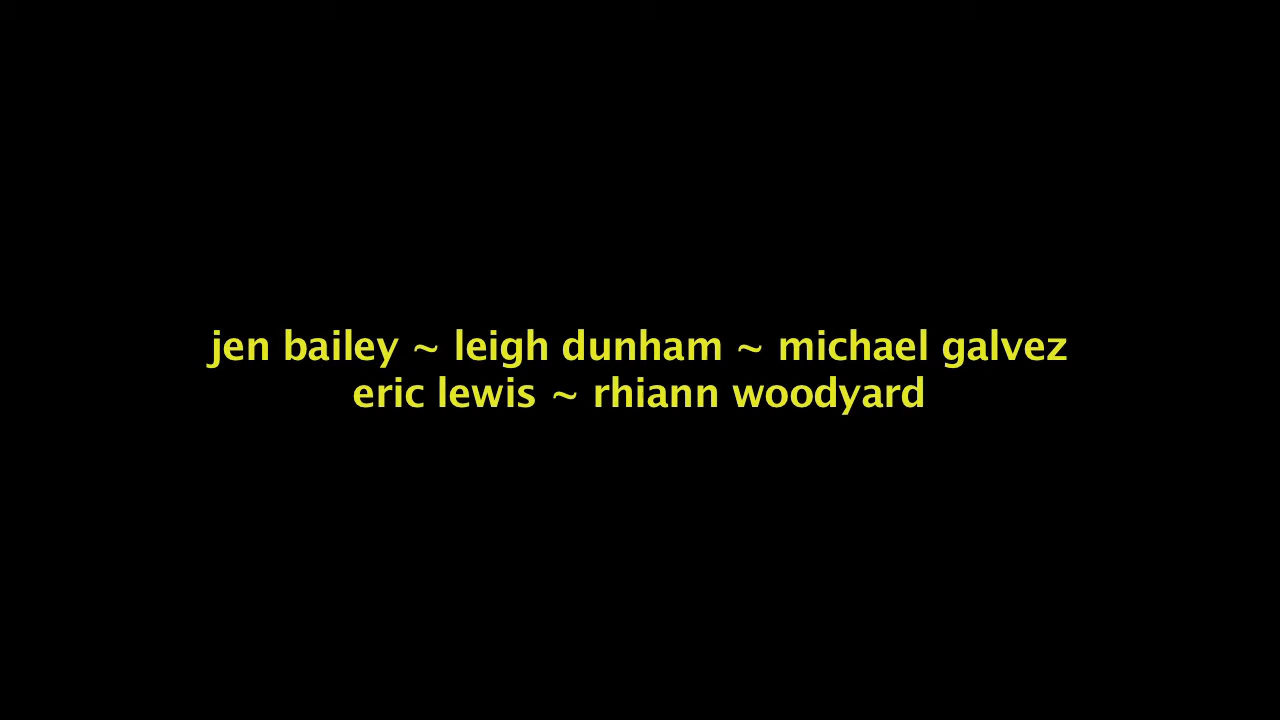 jen bailey ~ leigh dunham ~ michael galvez
eric lewis ~ rhiann woodyard